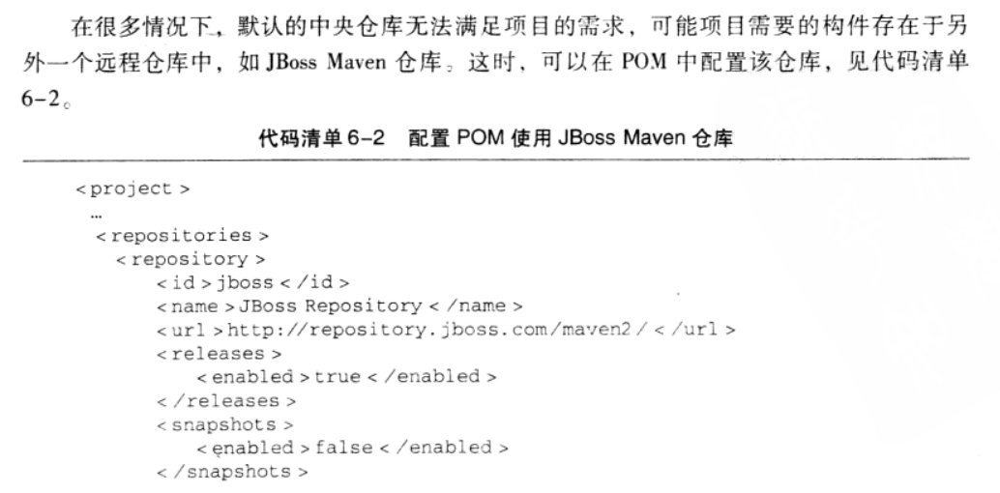 在很多情况下，默认的中央仓库无法满足项目的需求，可能项目需要的构件存在于另
外一个远程仓库中，如 JBoss Maven 仓库。这时，可以在 POM 中配置该仓库，见代码清单
6-2。
代码清单 6-2 配置 POM 使用 JBoss Maven 仓库
<project>
…
<repositories>
<repository>
<id>jboss</id>
<name>JBoss Repository</name>
<url>http://repository.jboss.com/maven2/</url>
<releases>
<enabled>true</enabled>
</releases>
<snapshots>
<enabled>false</enabled>
</snapshots>